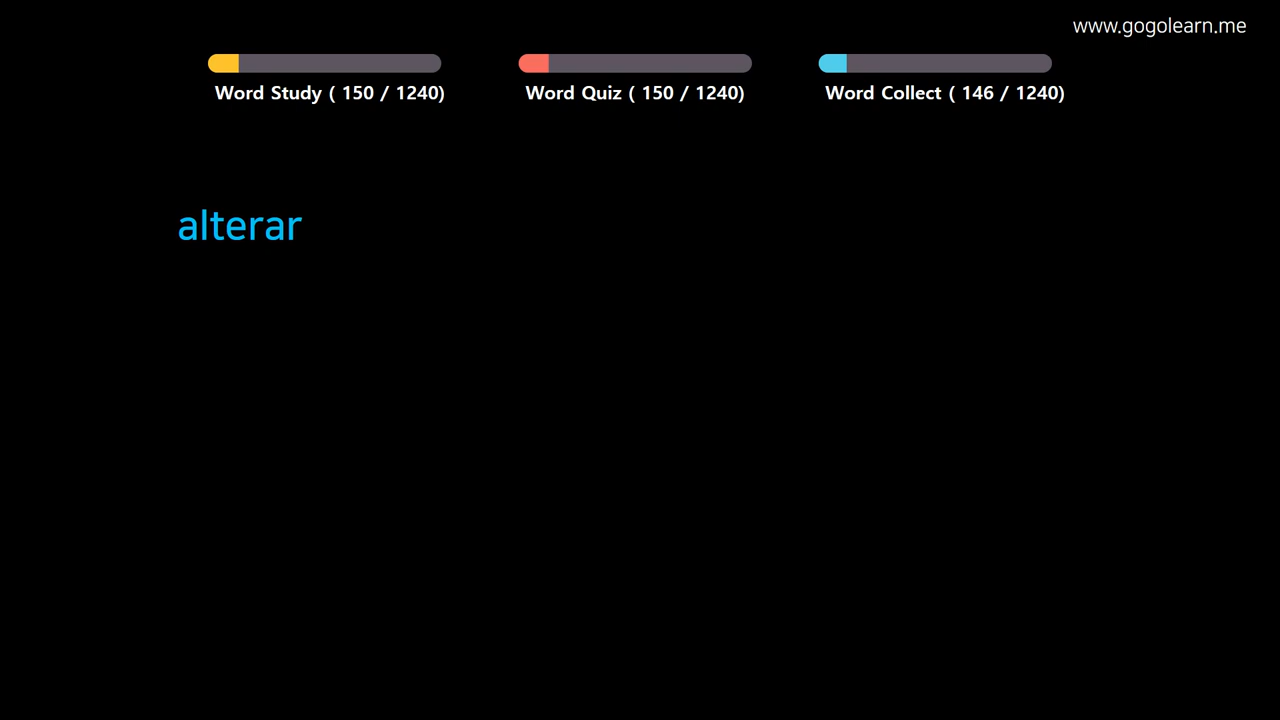 www.gogolearn.me
Word Study ( 150 / 1240)
Word Quiz ( 150 / 1240)
Word Collect ( 146 / 1240)
alterar